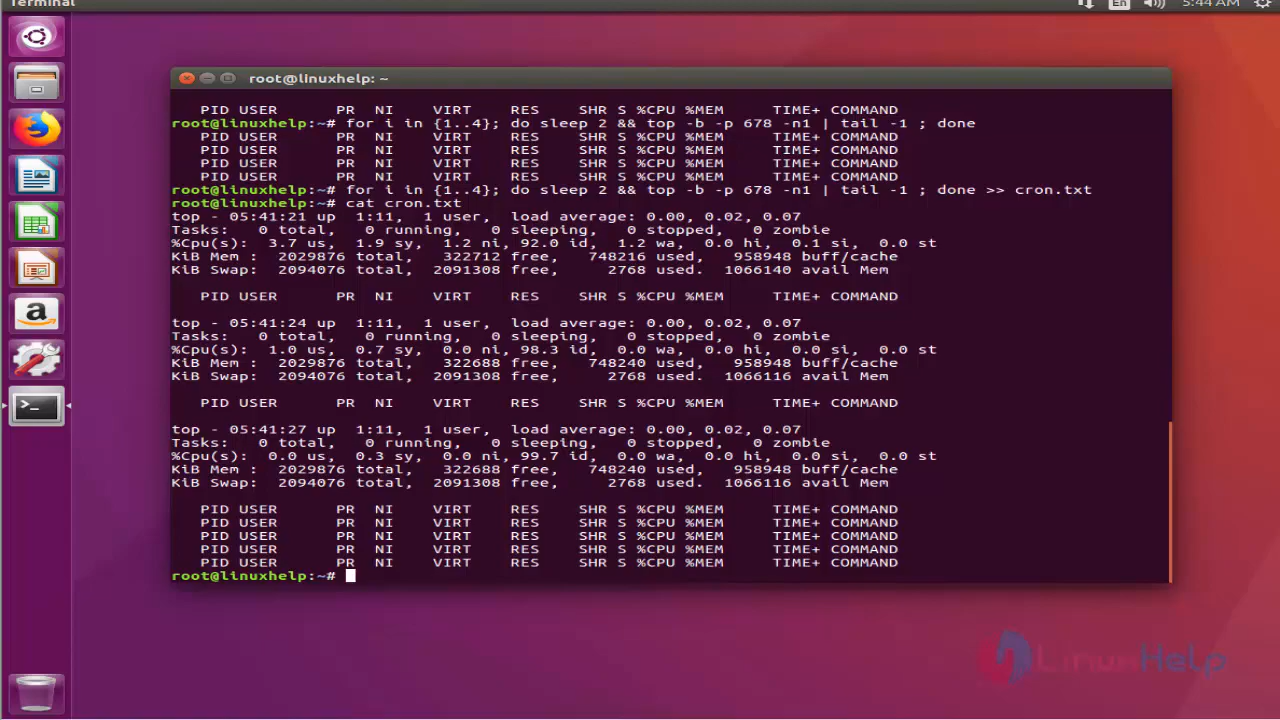 Terminal
En
5:44 AM
root@linuxhelp: ~
PID USER PR NI VIRT RES SHR S %CPU %MEM TIME+ COMMAND
root@linuxhelp:~# for i in {1..4}; do sleep 2 && top -b -p 678 -n1 | tail -1 ; done
PID USER PR NI VIRT RES SHR S %CPU %MEM TIME+ COMMAND
PID USER PR NI VIRT RES SHR S %CPU %MEM TIME+ COMMAND
PID USER PR NI VIRT RES SHR S %CPU %MEM TIME+ COMMAND
PID USER PR NI VIRT RES SHR S %CPU %MEM TIME+ COMMAND
root@linuxhelp:~# for i in {1..4}; do sleep 2 && top -b -p 678 -n1 | tail -1 ; done >> cron.txt
root@linuxhelp:~# cat cron.txt
top - 05:41:21 up 1:11, 1 user, load average: 0.00, 0.02, 0.07
Tasks: 0 total, 0 running, 0 sleeping, 0 stopped, 0 zombie
%Cpu(s): 3.7 us, 1.9 sy, 1.2 ni, 92.0 id, 1.2 wa, 0.0 hi, 0.1 si, 0.0 st
KiB Mem : 2029876 total, 322712 free, 748216 used, 958948 buff/cache
KiB Swap: 2094076 total, 2091308 free, 2768 used. 1066140 avail Mem
PID USER PR NI VIRT RES SHR S %CPU %MEM TIME+ COMMAND
top - 05:41:24 up 1:11, 1 user, load average: 0.00, 0.02, 0.07
Tasks: 0 total, 0 running, 0 sleeping, 0 stopped, 0 zombie
%Cpu(s): 1.0 us, 0.7 sy, 0.0 ni, 98.3 id, 0.0 wa, 0.0 hi, 0.0 si, 0.0 st
KiB Mem : 2029876 total, 322688 free, 748240 used, 958948 buff/cache
KiB Swap: 2094076 total, 2091308 free, 2768 used. 1066116 avail Mem
PID USER PR NI VIRT RES SHR S %CPU %MEM TIME+ COMMAND
top - 05:41:27 up 1:11, 1 user, load average: 0.00, 0.02, 0.07
Tasks: 0 total, 0 running, 0 sleeping, 0 stopped, 0 zombie
%Cpu(s): 0.0 us, 0.3 sy, 0.0 ni, 99.7 id, 0.0 wa, 0.0 hi, 0.0 si, 0.0 st
KiB Mem : 2029876 total, 322688 free, 748240 used, 958948 buff/cache
KiB Swap: 2094076 total, 2091308 free, 2768 used. 1066116 avail Mem
PID USER PR NI VIRT RES SHR S %CPU %MEM TIME+ COMMAND
PID USER PR NI VIRT RES SHR S %CPU %MEM TIME+ COMMAND
PID USER PR NI VIRT RES SHR S %CPU %MEM TIME+ COMMAND
PID USER PR NI VIRT RES SHR S %CPU %MEM TIME+ COMMAND
PID USER PR NI VIRT RES SHR S %CPU %MEM TIME+ COMMAND
root@linuxhelp:~#
LinuxHelp